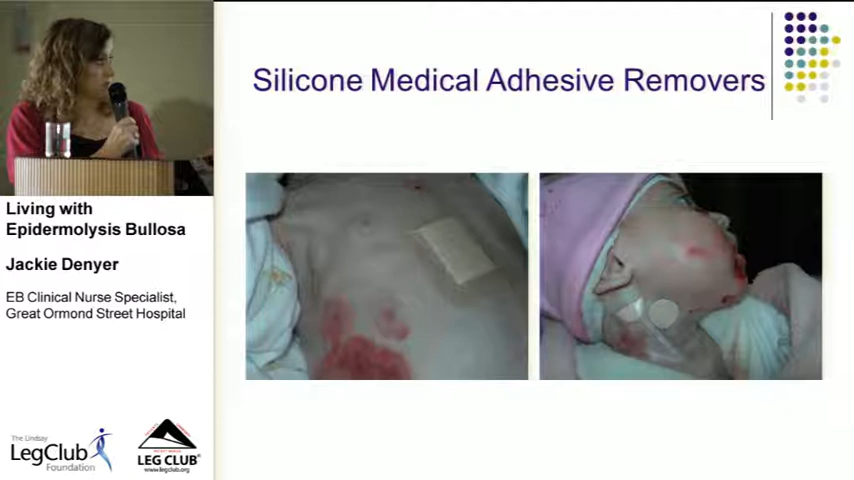 Silicone Medical Adhesive Removers
Living with
Epidermolysis Bullosa
Jackie Denyer
EB Clinical Nurse Specialist,
Great Ormond Street Hospital
The Lindsay
LegClub
Foundation
LEG CLUB®
www.legclub.org